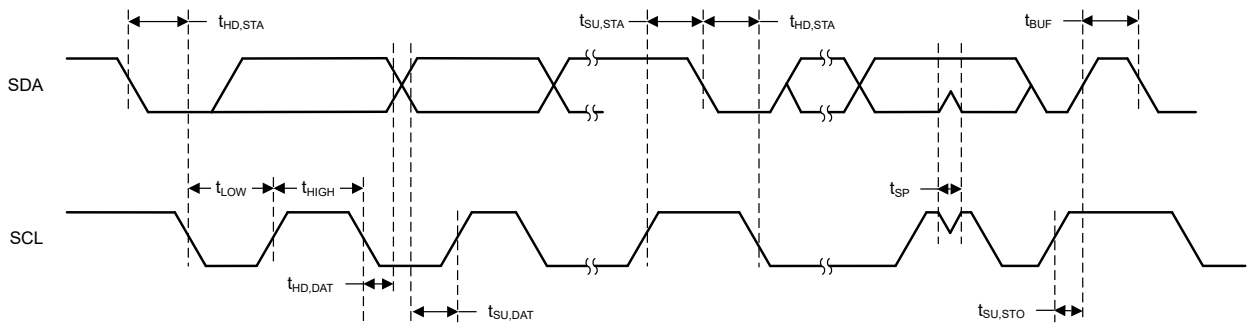 tHD,STA
tSU,STA
tHD,STA
tBUF
SDA
tLOW
tHIGH
tSP
SCL
tHD,DAT
tSU,DAT
tSU,STO